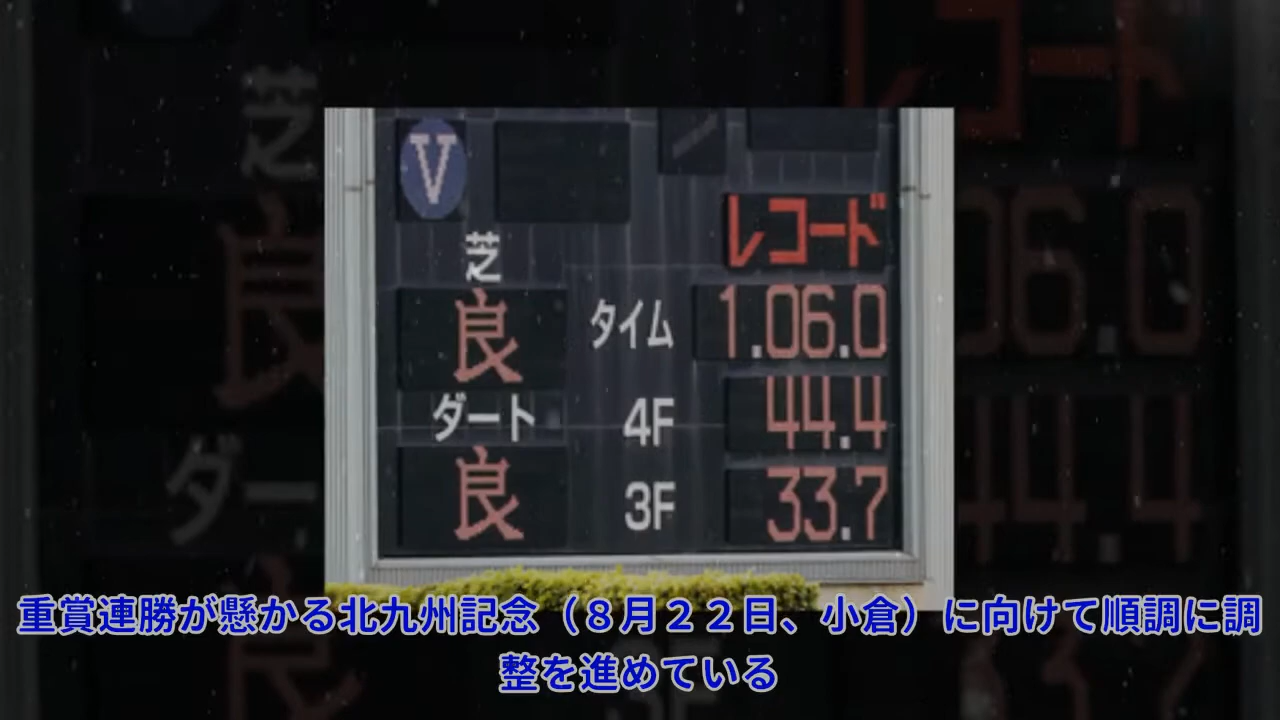 V
レコード
芝
良
タイム 1.06.0
ダート 4F 44.4
良 3F 33.7
重賞連勝が懸かる北九州記念（８月２２日、小倉）に向けて順調に調
整を進めている